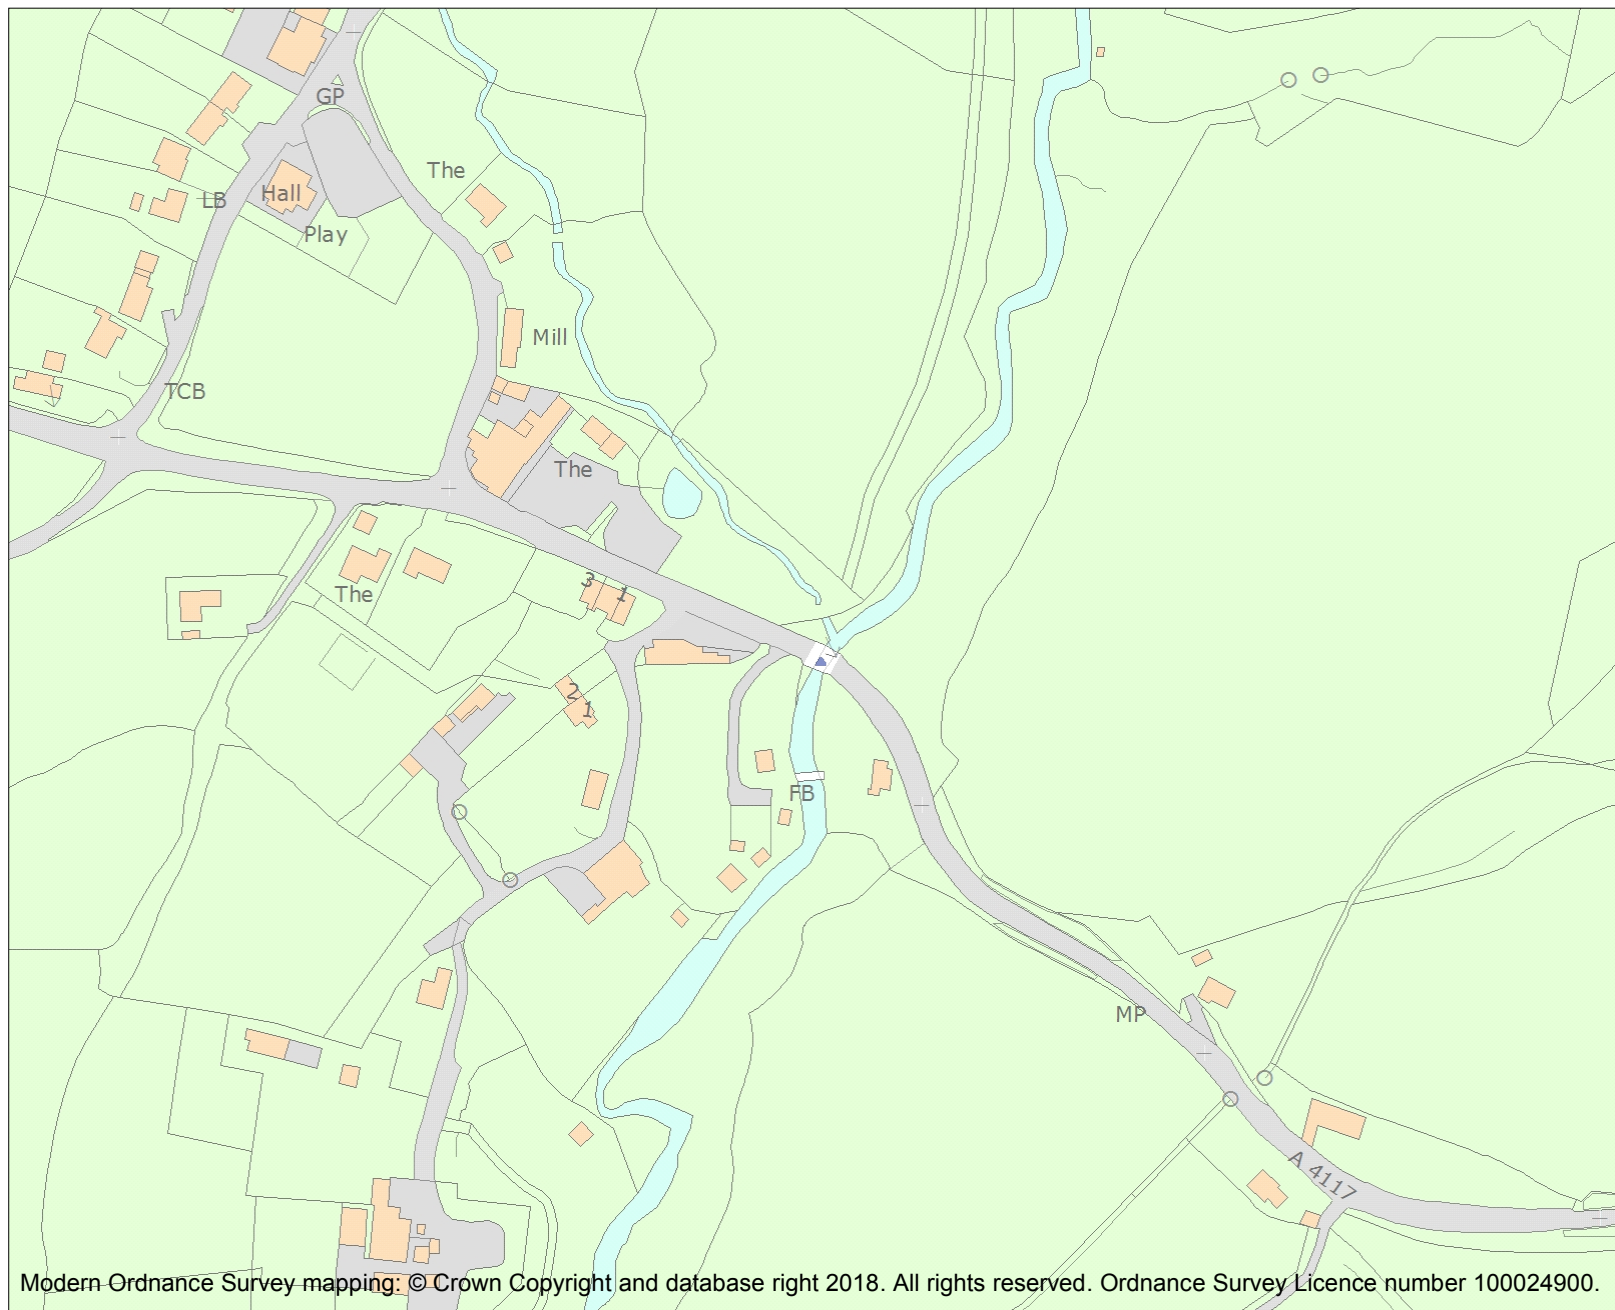 GP
The
Hall
LB
Play
Mill
TCB
The
3
1
The
2
1
FB
MP
A 4117
Modern Ordnance Survey mapping: © Crown Copyright and database right 2018. All rights reserved. Ordnance Survey Licence number 100024900.